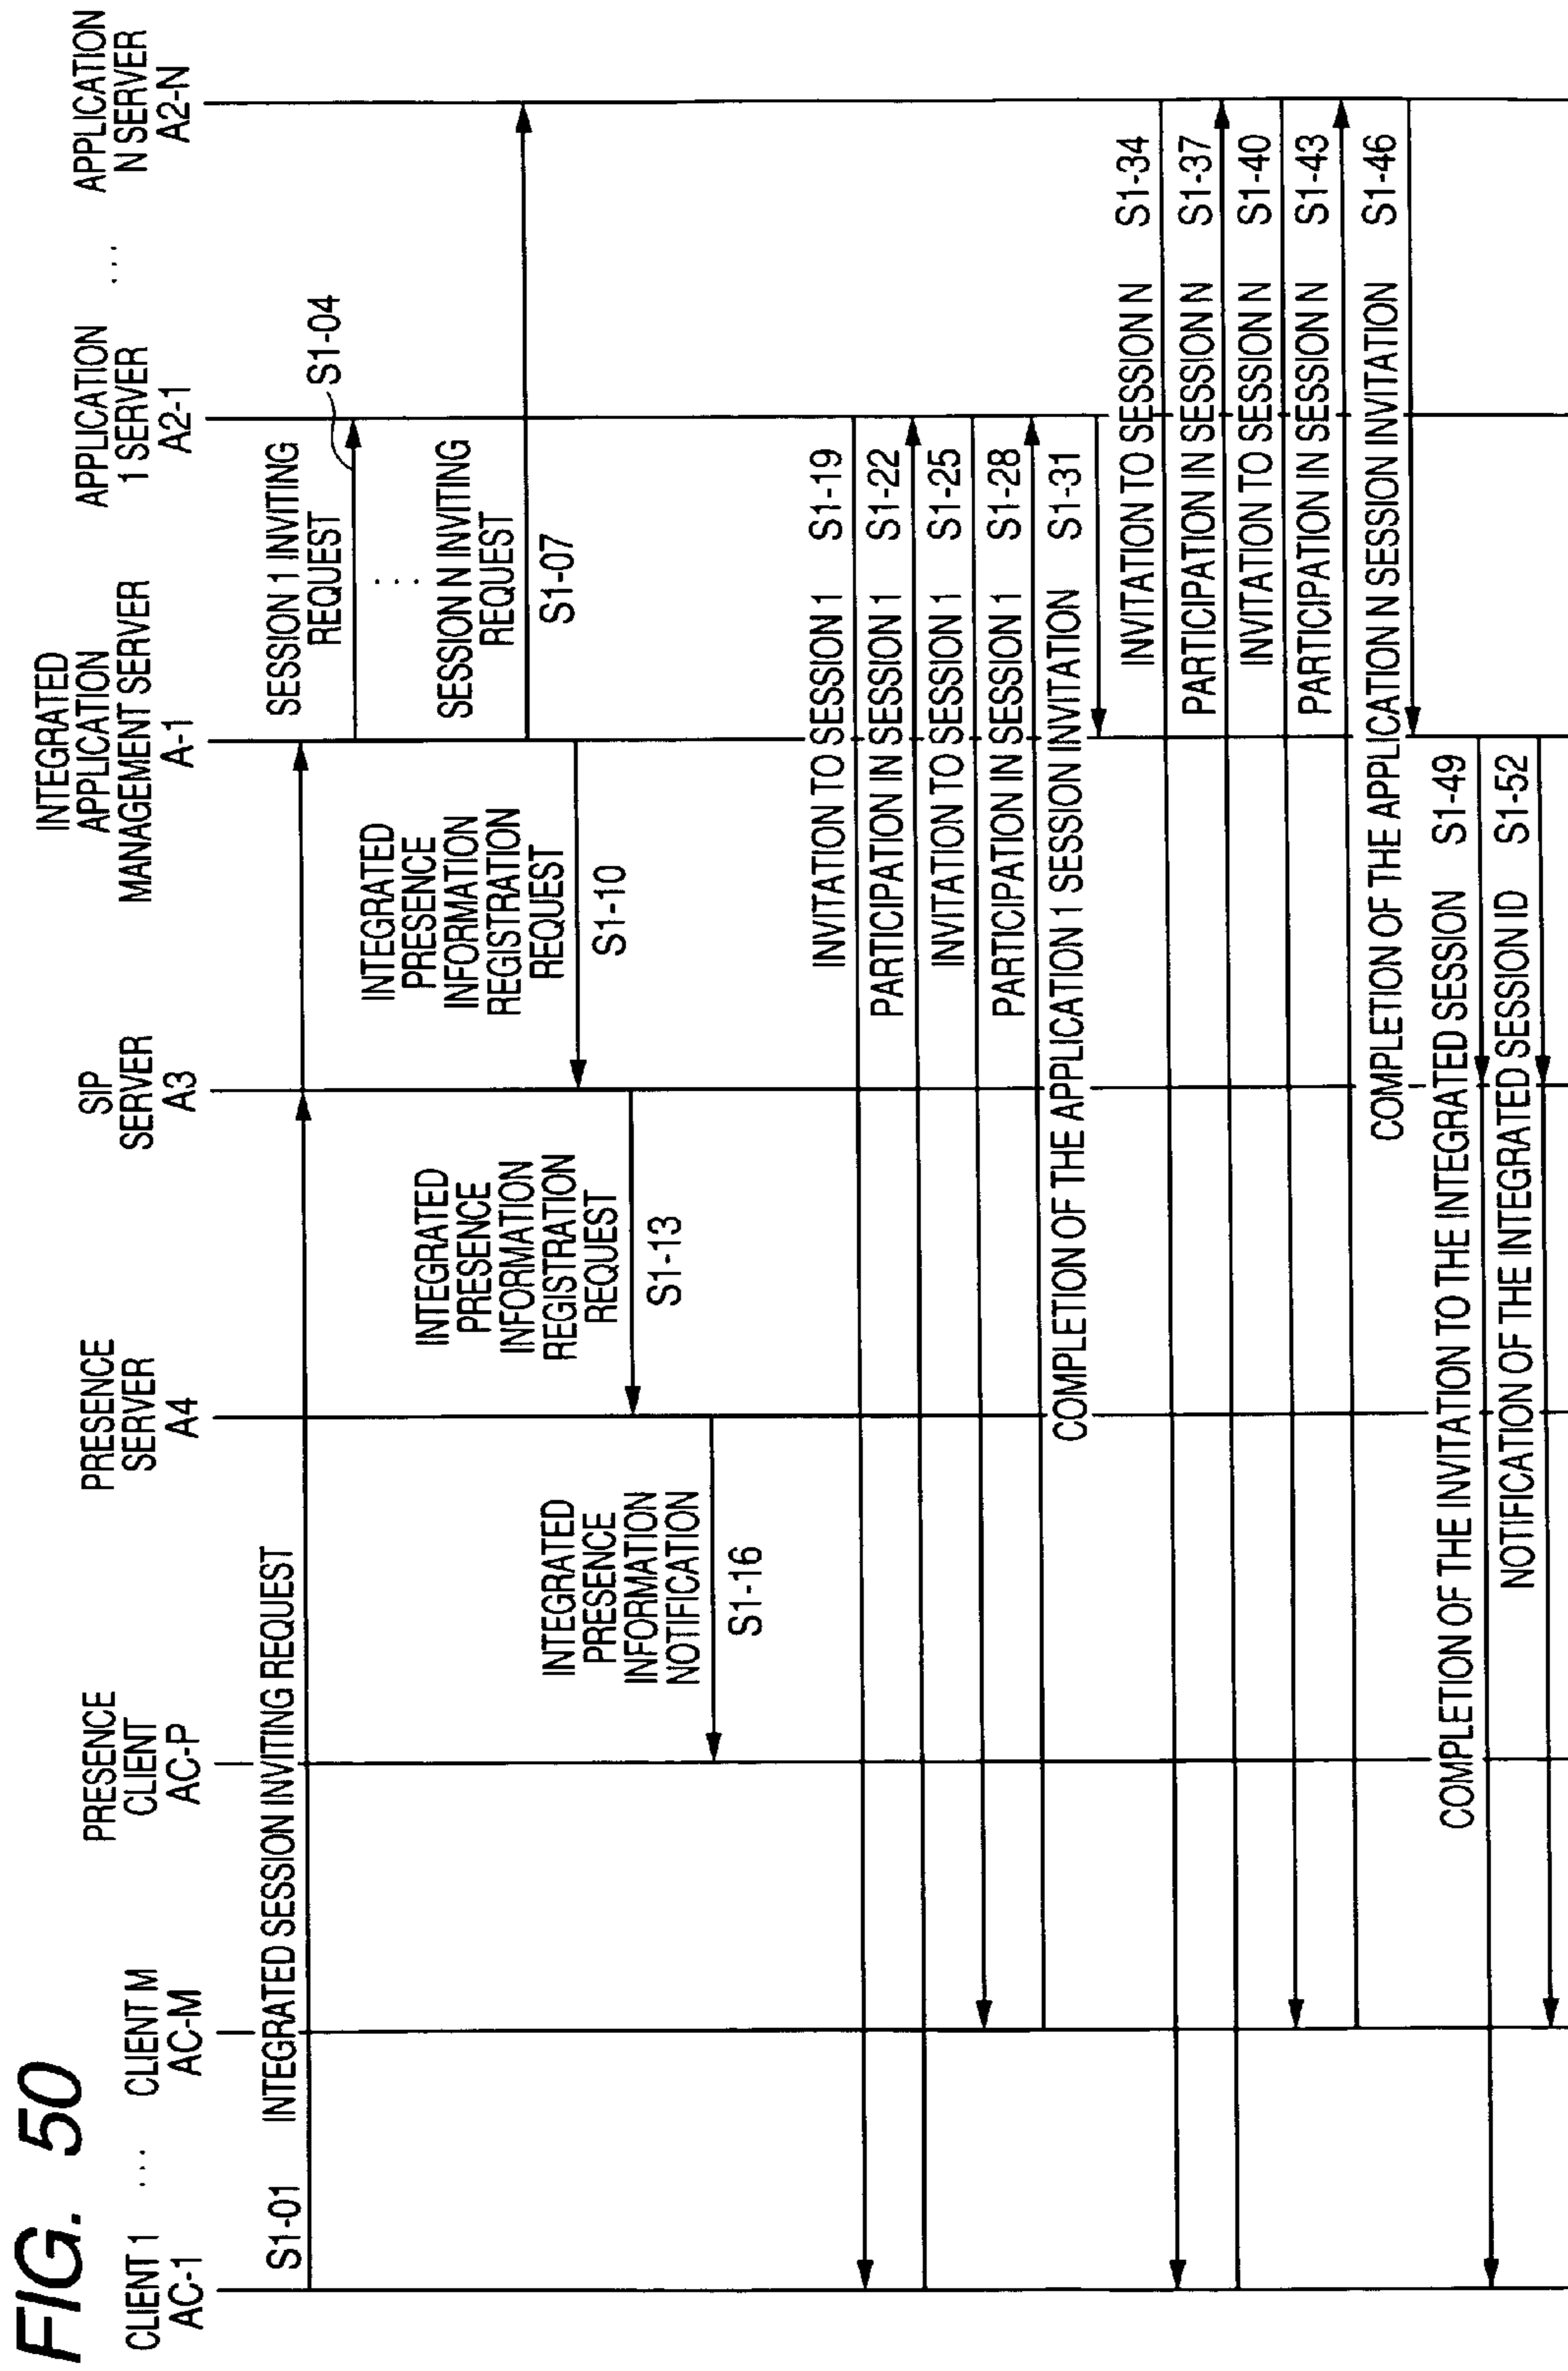 FIG. 50
CLIENT 1
AC-1
...
CLIENT M
AC-M
PRESENCE
CLIENT
AC-P
PRESENCE
SERVER
A4
SIP
SERVER
A3
INTEGRATED
APPLICATION
MANAGEMENT SERVER
A-1
APPLICATION
1 SERVER
A2-1
...
APPLICATION
N SERVER
A2-N
S1-01
INTEGRATED SESSION INVITING REQUEST
SESSION 1 INVITING
REQUEST
S1-04
...
SESSION N INVITING
REQUEST
S1-07
INTEGRATED
PRESENCE
INFORMATION
REGISTRATION
REQUEST
S1-10
INTEGRATED
PRESENCE
INFORMATION
REGISTRATION
REQUEST
S1-13
INTEGRATED
PRESENCE
INFORMATION
NOTIFICATION
S1-16
INVITATION TO SESSION 1 S1-19
PARTICIPATION IN SESSION 1 S1-22
INVITATION TO SESSION 1 S1-25
PARTICIPATION IN SESSION 1 S1-28
COMPLETION OF THE APPLICATION 1 SESSION INVITATION S1-31
INVITATION TO SESSION N S1-34
PARTICIPATION IN SESSION N S1-37
INVITATION TO SESSION N S1-40
PARTICIPATION IN SESSION N S1-43
COMPLETION OF THE APPLICATION N SESSION INVITATION S1-46
COMPLETION OF THE INVITATION TO THE INTEGRATED SESSION S1-49
NOTIFICATION OF THE INTEGRATED SESSION ID S1-52